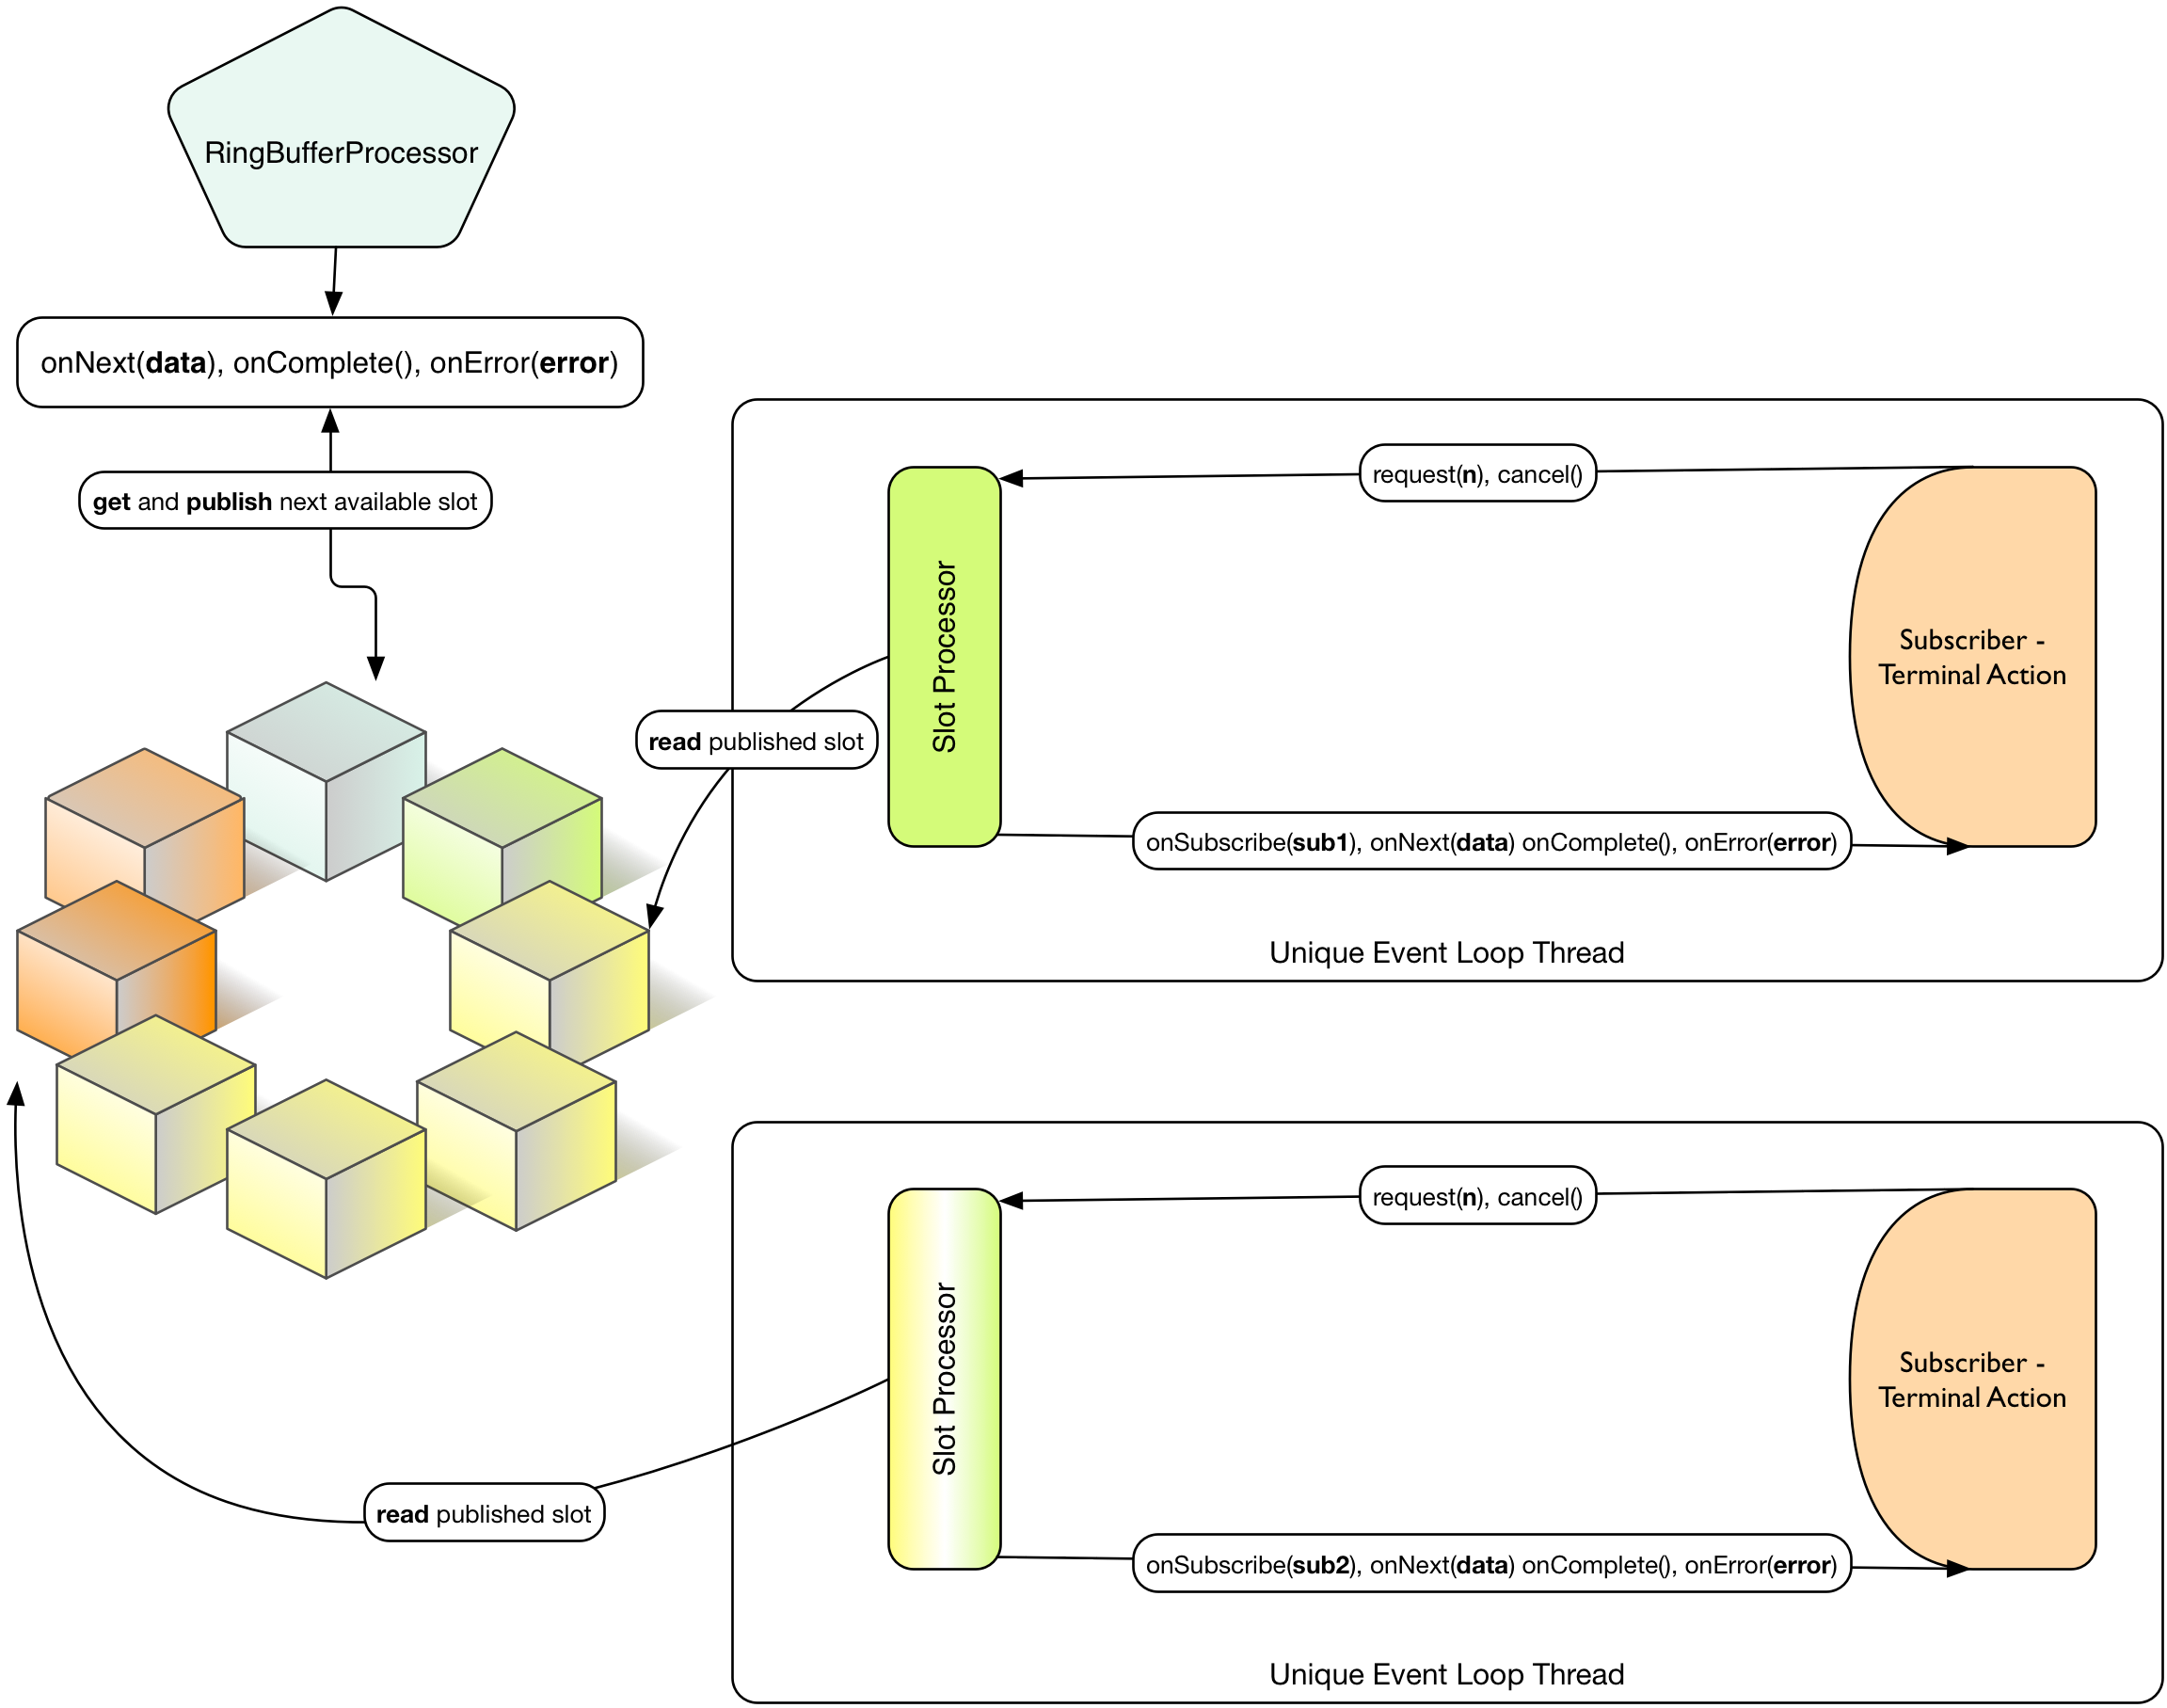 RingBufferProcessor
onNext(data), onComplete(), onError(error)
get and publish next available slot
request(n), cancel()
Slot Processor
Subscriber -
Terminal Action
read published slot
onSubscribe(sub1), onNext(data) onComplete(), onError(error)
Unique Event Loop Thread
request(n), cancel()
Slot Processor
Subscriber -
Terminal Action
read published slot
onSubscribe(sub2), onNext(data) onComplete(), onError(error)
Unique Event Loop Thread